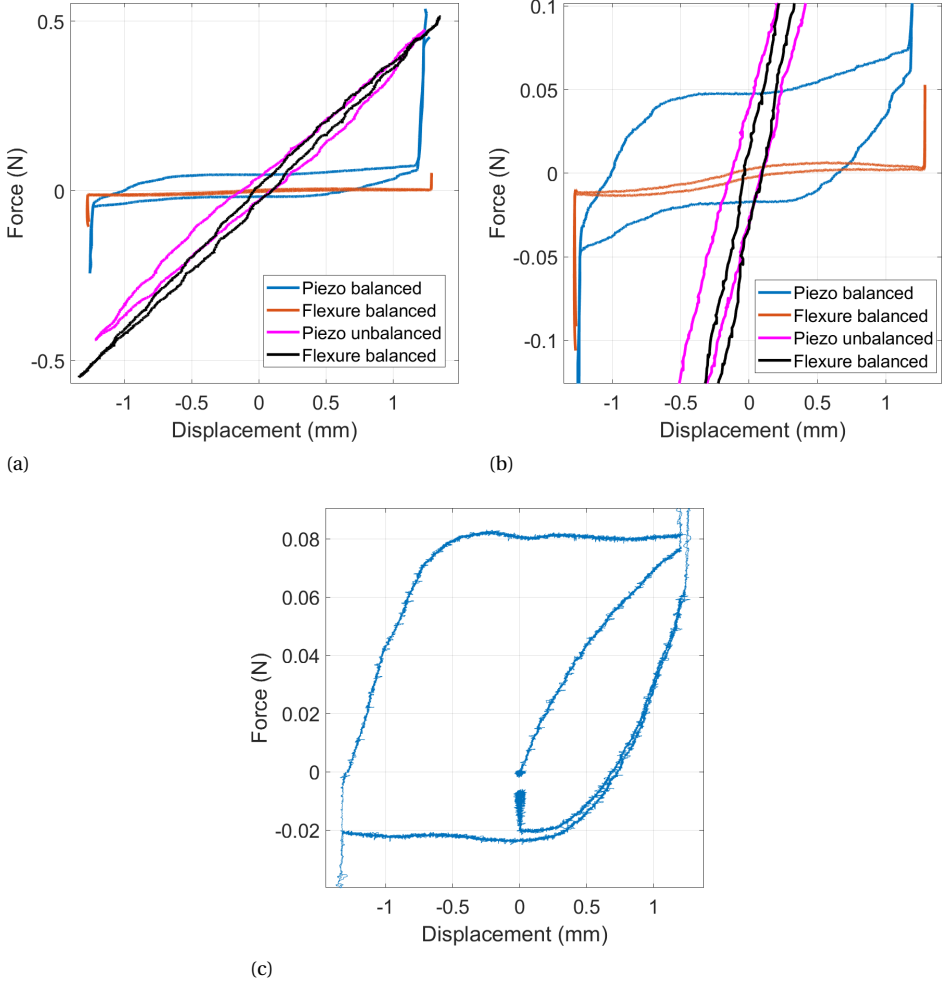 0.5
0
-0.5
Force (N)
-1
-0.5
0
0.5
1
Displacement (mm)
Piezo balanced
Flexure balanced
Piezo unbalanced
Flexure balanced
(a)
0.1
0.05
0
-0.05
-0.1
Force (N)
-1
-0.5
0
0.5
1
Displacement (mm)
Piezo balanced
Flexure balanced
Piezo unbalanced
Flexure balanced
(b)
0.08
0.06
0.04
0.02
0
-0.02
Force (N)
-1
-0.5
0
0.5
1
Displacement (mm)
(c)